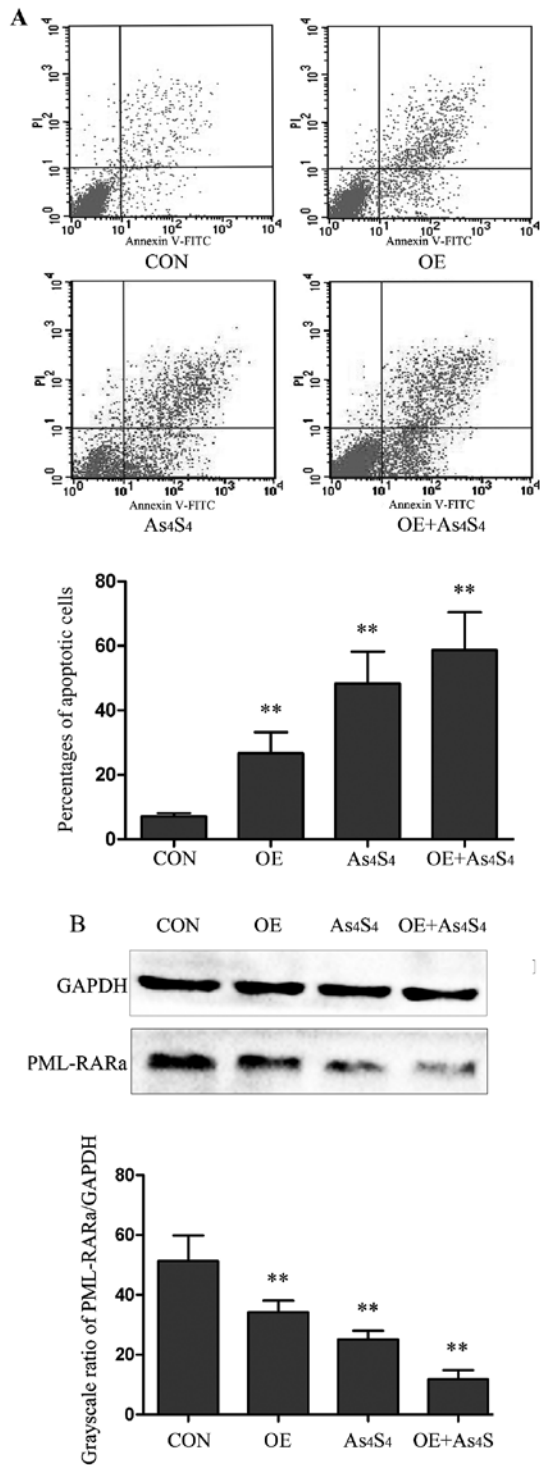 A
10⁴ 10³ 10² 10¹ 10⁰
PI
10⁰ 10¹ 10² 10³ 10⁴
Annexin V-FITC
CON
10⁴ 10³ 10² 10¹ 10⁰
PI
10⁰ 10¹ 10² 10³ 10⁴
Annexin V-FITC
OE
10⁴ 10³ 10² 10¹ 10⁰
PI
10⁰ 10¹ 10² 10³ 10⁴
Annexin V-FITC
As₄S₄
10⁴ 10³ 10² 10¹ 10⁰
PI
10⁰ 10¹ 10² 10³ 10⁴
Annexin V-FITC
OE+As₄S₄
Percentages of apoptotic cells
80
60
40
20
0
** ** **
CON OE As₄S₄ OE+As₄S₄
B CON OE As₄S₄ OE+As₄S₄
GAPDH
PML-RARa
Grayscale ratio of PML-RARa/GAPDH
80
60
40
20
0
** ** **
CON OE As₄S₄ OE+As₄S